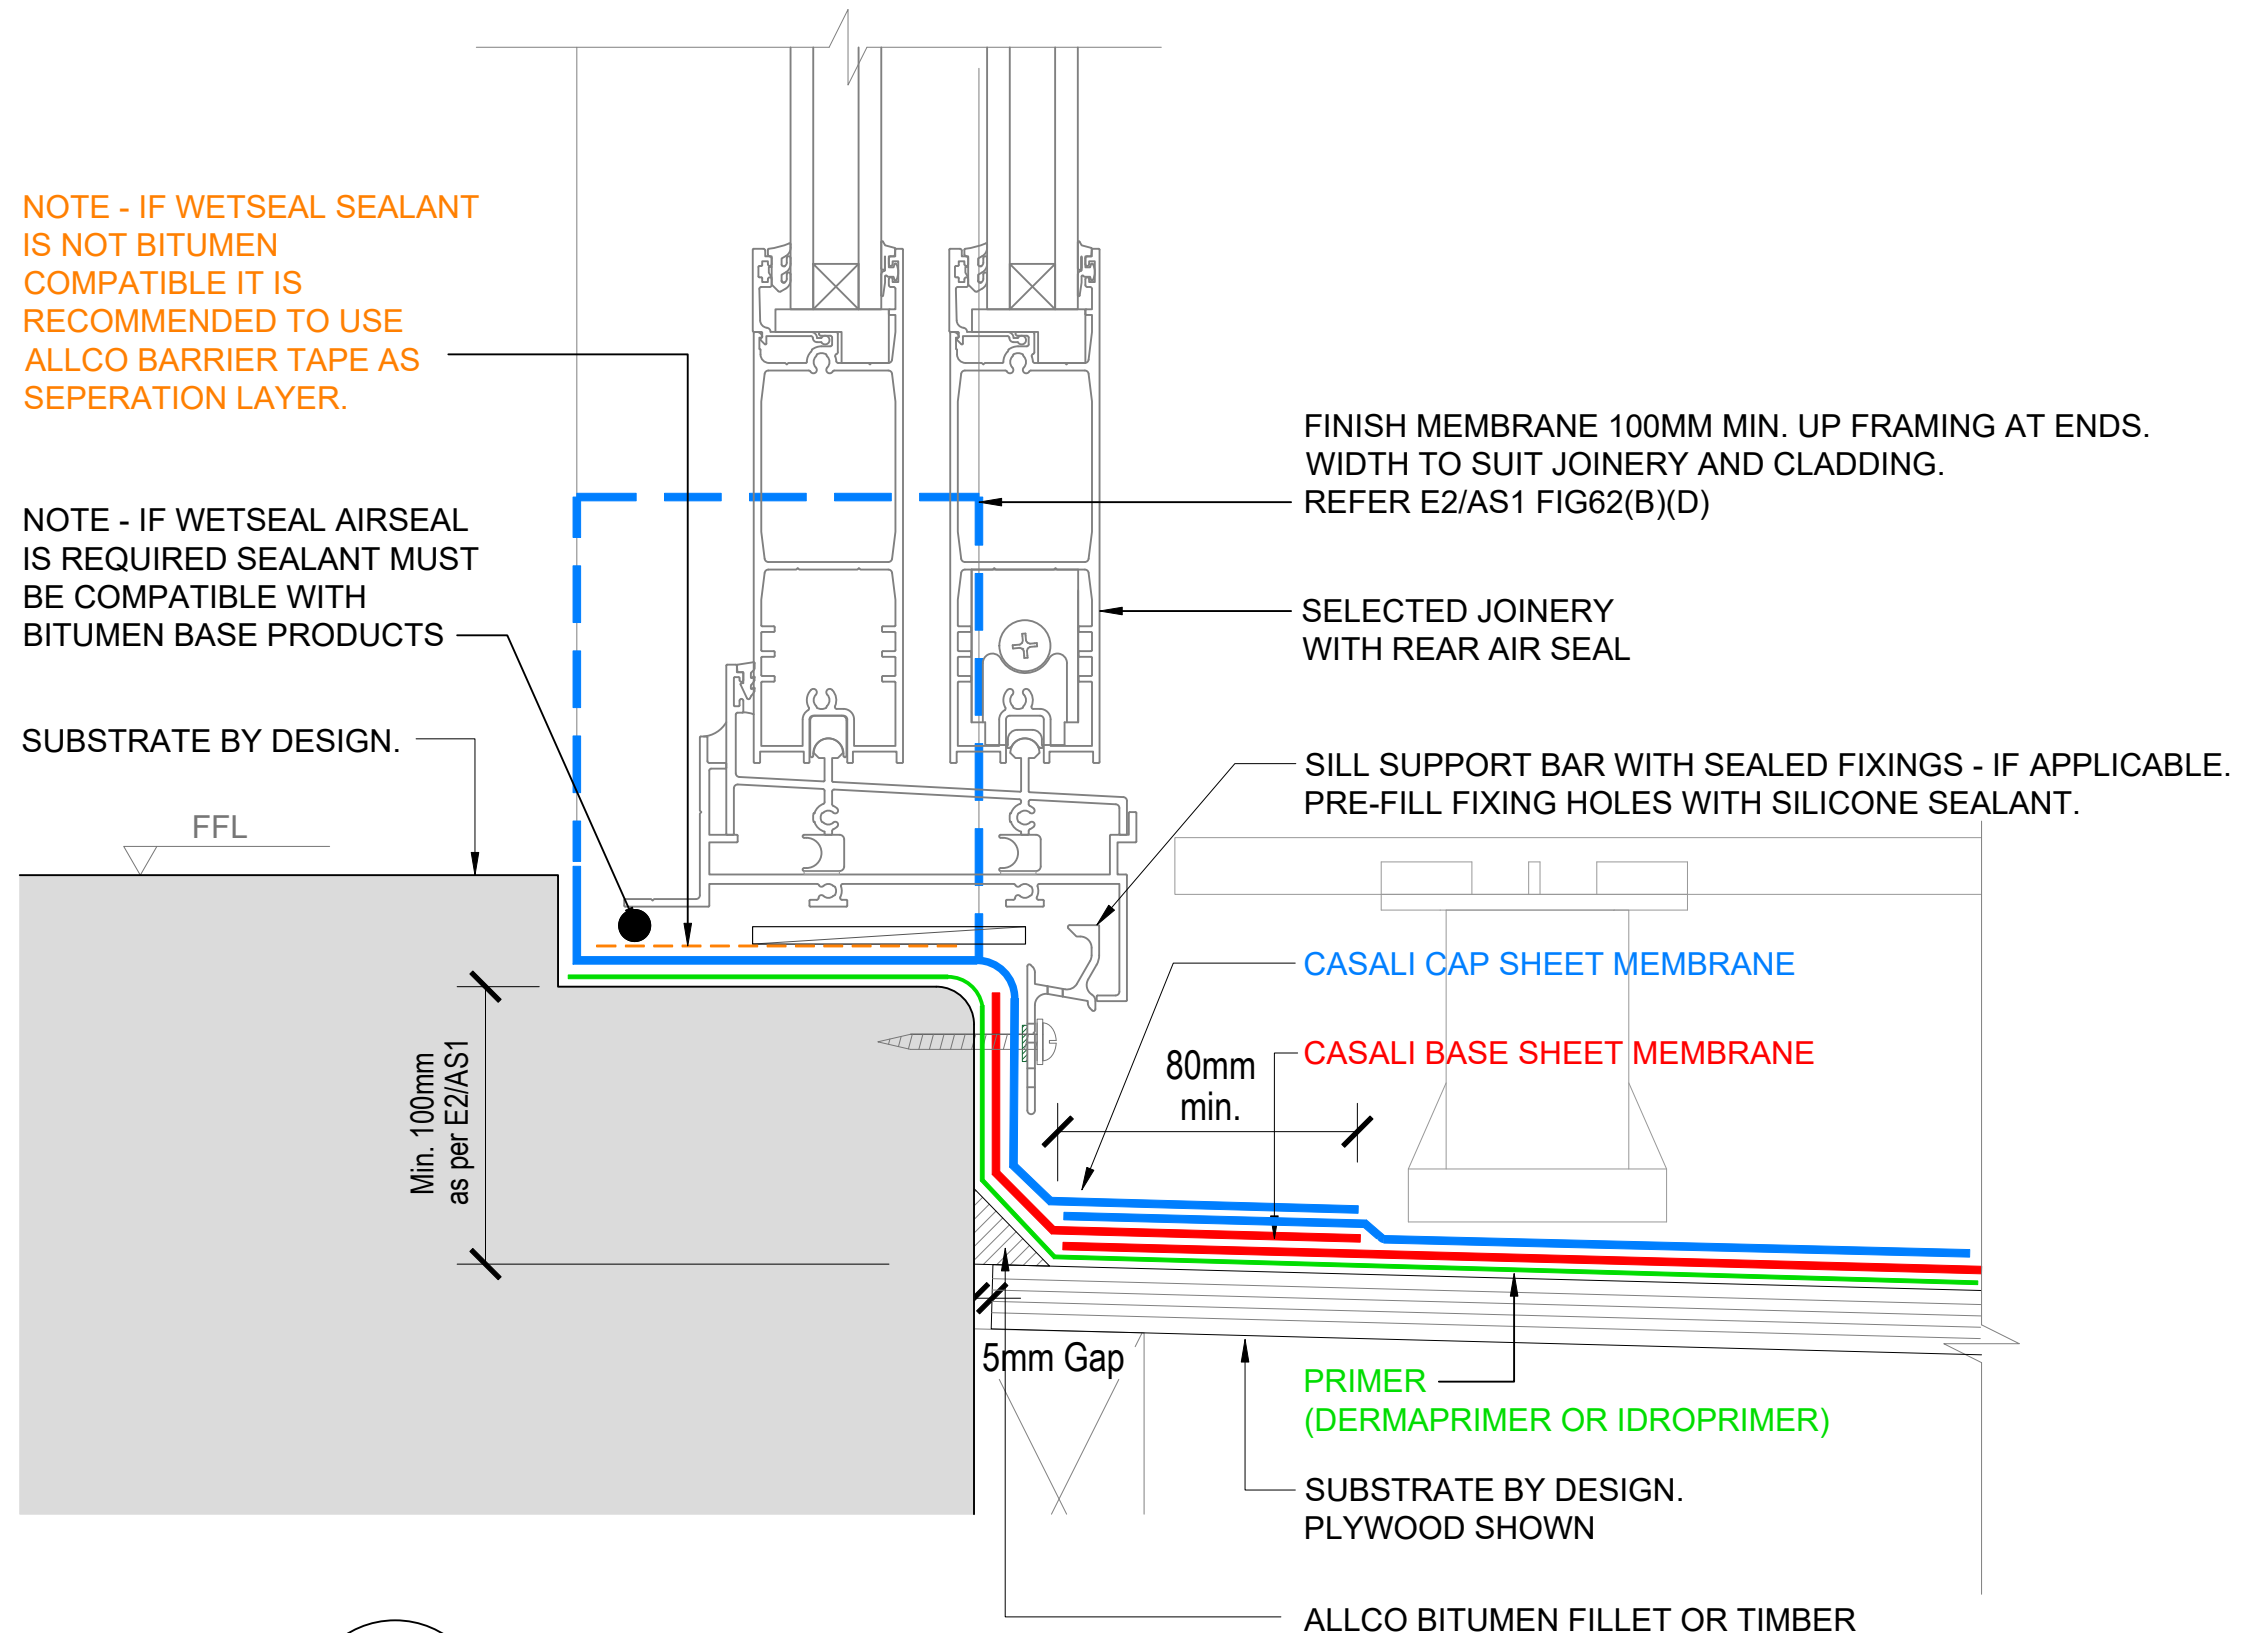 NOTE - IF WETSEAL SEALANT
IS NOT BITUMEN
COMPATIBLE IT IS
RECOMMENDED TO USE
ALLCO BARRIER TAPE AS
SEPERATION LAYER.
NOTE - IF WETSEAL AIRSEAL
IS REQUIRED SEALANT MUST
BE COMPATIBLE WITH
BITUMEN BASE PRODUCTS
SUBSTRATE BY DESIGN.
FFL
Min. 100mm
as per E2/AS1
FINISH MEMBRANE 100MM MIN. UP FRAMING AT ENDS.
WIDTH TO SUIT JOINERY AND CLADDING.
REFER E2/AS1 FIG62(B)(D)
SELECTED JOINERY
WITH REAR AIR SEAL
SILL SUPPORT BAR WITH SEALED FIXINGS - IF APPLICABLE.
PRE-FILL FIXING HOLES WITH SILICONE SEALANT.
CASALI CAP SHEET MEMBRANE
CASALI BASE SHEET MEMBRANE
80mm
min.
5mm Gap
PRIMER
(DERMAPRIMER OR IDROPRIMER)
SUBSTRATE BY DESIGN.
PLYWOOD SHOWN
ALLCO BITUMEN FILLET OR TIMBER